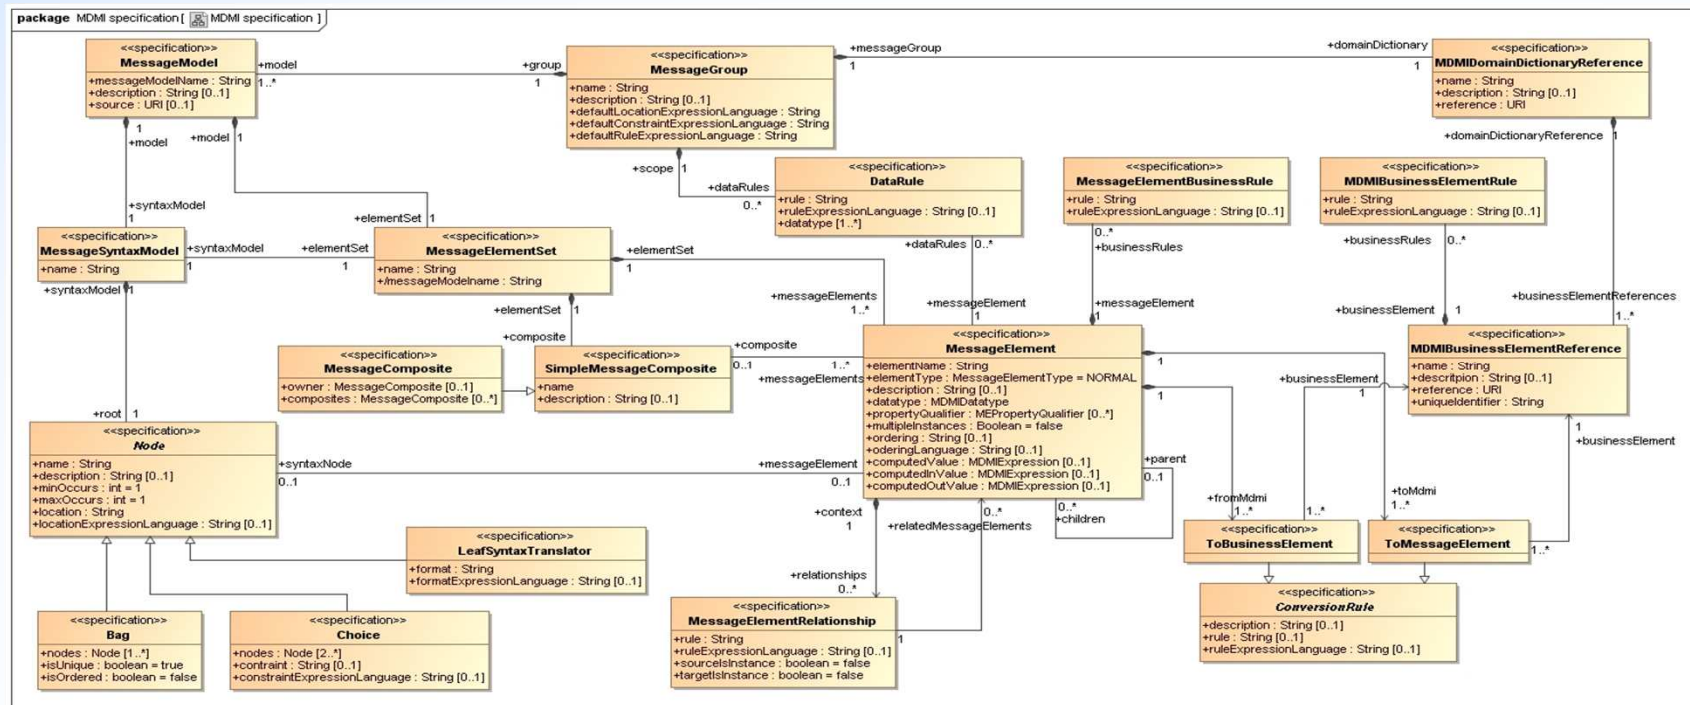 package MDMI specification [ MDMI specification ]
<<specification>>
MessageModel
+messageModelName : String
+description : String [0..1]
+source : URI [0..1]
+model
1..*
+group
1
<<specification>>
MessageGroup
+name : String
+description : String [0..1]
+defaultLocationExpressionLanguage : String
+defaultConstraintExpressionLanguage : String
+defaultRuleExpressionLanguage : String
+messageGroup
1
+domainDictionary
1
<<specification>>
MDMIDomainDictionaryReference
+name : String
+description : String [0..1]
+reference : URI
1
+model
+model
1
+scope
1
+dataRules
0..*
<<specification>>
DataRule
+rule : String
+ruleExpressionLanguage : String [0..1]
+datatype [1..*]
<<specification>>
MessageElementBusinessRule
+rule : String
+ruleExpressionLanguage : String [0..1]
<<specification>>
MDMIBusinessElementRule
+rule : String
+ruleExpressionLanguage : String [0..1]
+domainDictionaryReference
1
+syntaxModel
1
+elementSet
1
<<specification>>
MessageSyntaxModel
+name : String
+syntaxModel
1
+elementSet
1
<<specification>>
MessageElementSet
+name : String
+/messageModelname : String
+elementSet
1
+dataRules
0..*
0..*
+businessRules
+businessRules
0..*
+syntaxModel
1
+elementSet
1
+messageElements
1..*
+messageElement
1
+messageElement
1
+businessElement
1
+businessElementReferences
1..*
+composite
<<specification>>
MessageComposite
+owner : MessageComposite [0..1]
+composites : MessageComposite [0..*]
<<specification>>
SimpleMessageComposite
+name
+description : String [0..1]
+composite
0..1
1..*
+messageElements
<<specification>>
MessageElement
+elementName : String
+elementType : MessageElementType = NORMAL
+description : String [0..1]
+datatype : MDMIDatatype
+propertyQualifier : MEPropertyQualifier [0..*]
+multipleInstances : Boolean = false
+ordering : String [0..1]
+oderingLanguage : String [0..1]
+computedValue : MDMIExpression [0..1]
+computedInValue : MDMIExpression [0..1]
+computedOutValue : MDMIExpression [0..1]
1
1
+businessElement
1
<<specification>>
MDMIBusinessElementReference
+name : String
+descritpion : String [0..1]
+reference : URI
+uniqueIdentifier : String
1
+businessElement
+root
1
<<specification>>
Node
+name : String
+description : String [0..1]
+minOccurs : int = 1
+maxOccurs : int = 1
+location : String
+locationExpressionLanguage : String [0..1]
+syntaxNode
0..1
+messageElement
0..1
+parent
0..1
0..*
+children
+context
1
0..*
+relatedMessageElements
+fromMdmi
1..*
1..*
+toMdmi
1..*
<<specification>>
ToBusinessElement
<<specification>>
ToMessageElement
1..*
<<specification>>
LeafSyntaxTranslator
+format : String
+formatExpressionLanguage : String [0..1]
+relationships
0..*
<<specification>>
MessageElementRelationship
+rule : String
+ruleExpressionLanguage : String [0..1]
+sourceIsInstance : boolean = false
+targetIsInstance : boolean = false
1
<<specification>>
ConversionRule
+description : String [0..1]
+rule : String [0..1]
+ruleExpressionLanguage : String [0..1]
<<specification>>
Bag
+nodes : Node [1..*]
+isUnique : boolean = true
+isOrdered : boolean = false
<<specification>>
Choice
+nodes : Node [2..*]
+contraint : String [0..1]
+constraintExpressionLanguage : String [0..1]